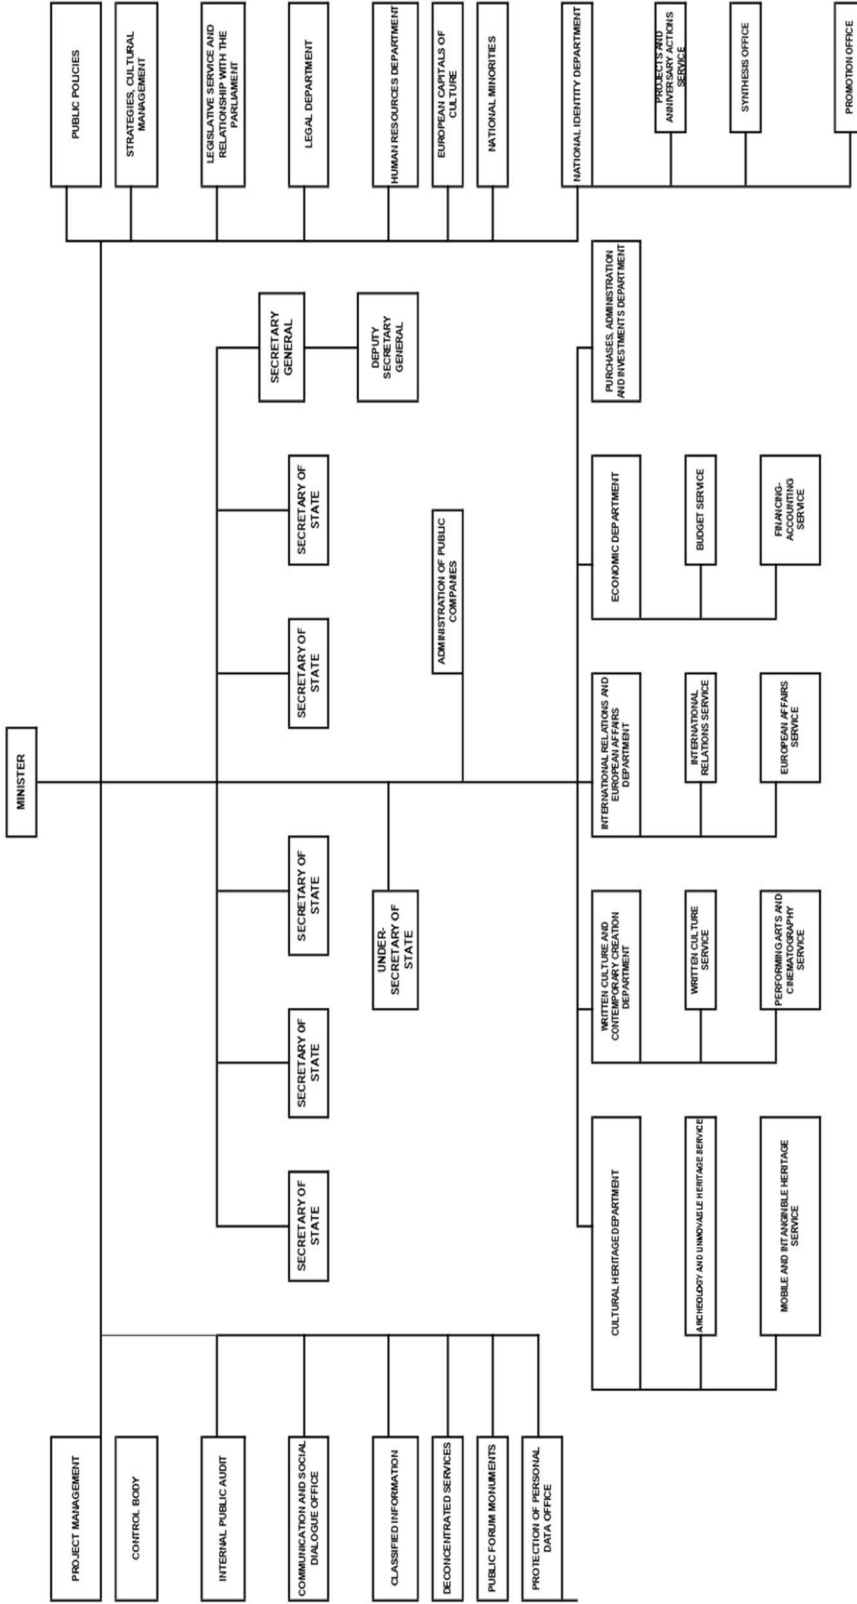 MINISTER
PROJECT MANAGEMENT
CONTROL BODY
INTERNAL PUBLIC AUDIT
COMMUNICATION AND SOCIAL
DIALOGUE OFFICE
CLASSIFIED INFORMATION
DECONCENTRATED SERVICES
PUBLIC FORUM MONUMENTS
PROTECTION OF PERSONAL
DATA OFFICE
SECRETARY OF
STATE
SECRETARY OF
STATE
SECRETARY OF
STATE
SECRETARY OF
STATE
SECRETARY OF
STATE
SECRETARY
GENERAL
DEPUTY
SECRETARY
GENERAL
UNDER-
SECRETARY OF
STATE
ADMINISTRATION OF PUBLIC
COMPANIES
PUBLIC POLICIES
STRATEGIES, CULTURAL
MANAGEMENT
LEGISLATIVE SERVICE AND
RELATIONSHIP WITH THE
PARLIAMENT
LEGAL DEPARTMENT
HUMAN RESOURCES DEPARTMENT
EUROPEAN CAPITALS OF
CULTURE
NATIONAL MINORITIES
NATIONAL IDENTITY DEPARTMENT
PROJECTS AND
ANNIVERSARY ACTIONS
SERVICE
SYNTHESIS OFFICE
PROMOTION OFFICE
CULTURAL HERITAGE DEPARTMENT
ARCHEOLOGY AND UNMOVABLE HERITAGE SERVICE
MOBILE AND INTANGINBLE HERITAGE
SERVICE
WRITTEN CULTURE AND
CONTEMPORARY CREATION
DEPARTMENT
WRITTEN CULTURE
SERVICE
PERFORMING ARTS AND
CINEMATOGRAPHY
SERVICE
INTERNATIONAL RELATIONS AND
EUROPEAN AFFAIRS
DEPARTMENT
INTERNATIONAL
RELATIONS SERVICE
EUROPEAN AFFAIRS
SERVICE
ECONOMIC DEPARTMENT
BUDGET SERVICE
FINANCING-
ACCOUNTING
SERVICE
PURCHASES, ADMINISTRATION
AND INVESTMENTS DEPARTMENT